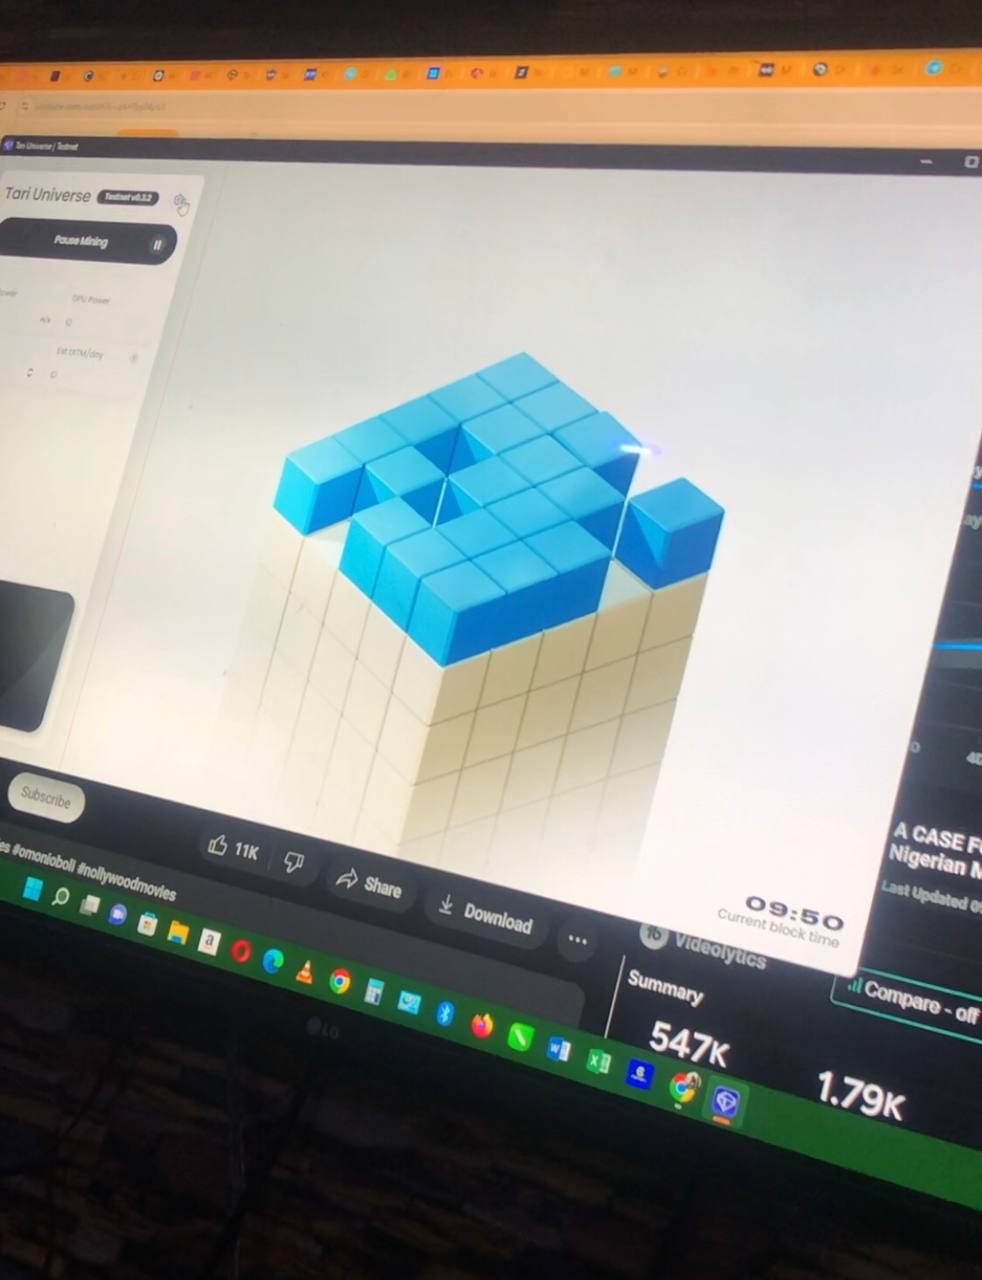 Tari Universe / Testnet
Tari Universe Testnet v0.3.2
Pause Mining
GPU Power
Est tXTM/day
Subscribe
11K
Share
Download
#omonioboli #nollywoodmovies
09:50
Current block time
A CASE
Nigerian
Last Updated
Videolytics
Summary
Compare - off
547K
1.79K
LG